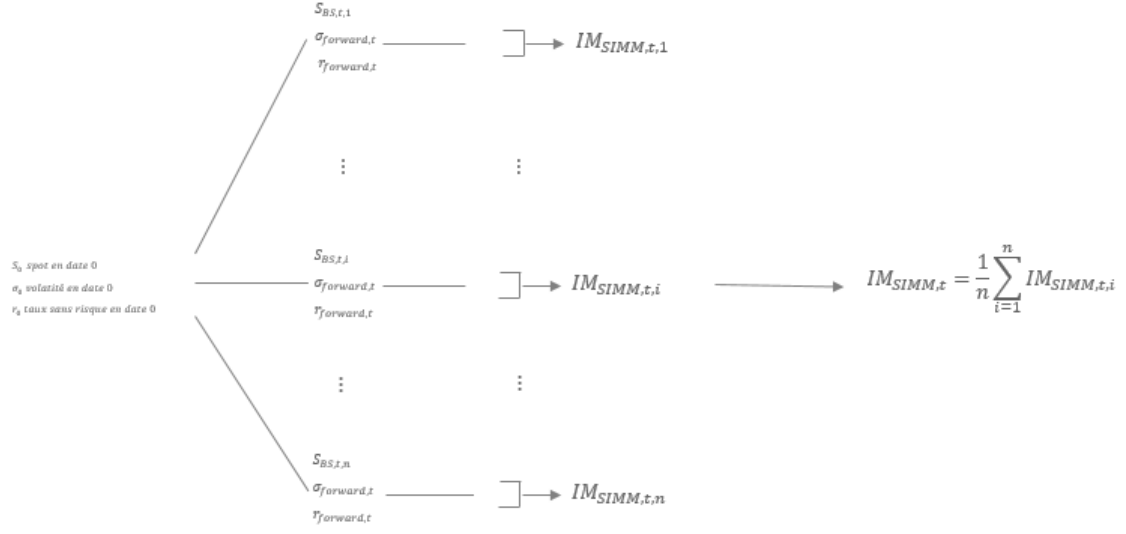 S_{BS,t,1}
σ_{forward,t}
IM_{SIMM,t,1}
r_{forward,t}
⋮ ⋮
S_0 spot en date 0
σ_0 volatité en date 0
r_0 taux sans risque en date 0
S_{BS,t,i}
σ_{forward,t}
IM_{SIMM,t,i}
r_{forward,t}
IM_{SIMM,t} = \frac{1}{n} \sum_{i=1}^{n} IM_{SIMM,t,i}
⋮ ⋮
S_{BS,t,n}
σ_{forward,t}
IM_{SIMM,t,n}
r_{forward,t}